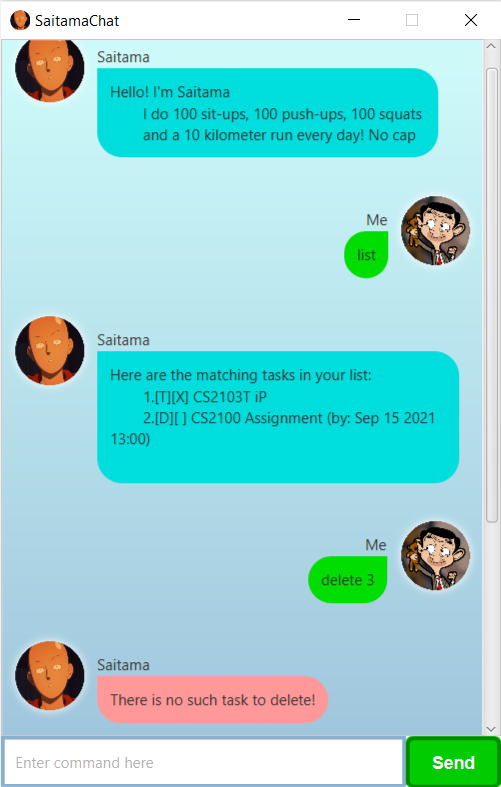 SaitamaChat
Saitama
Hello! I'm Saitama
I do 100 sit-ups, 100 push-ups, 100 squats
and a 10 kilometer run every day! No cap
Me
list
Saitama
Here are the matching tasks in your list:
1.[T][X] CS2103T iP
2.[D][ ] CS2100 Assignment (by: Sep 15 2021
13:00)
Me
delete 3
Saitama
There is no such task to delete!
Enter command here
Send